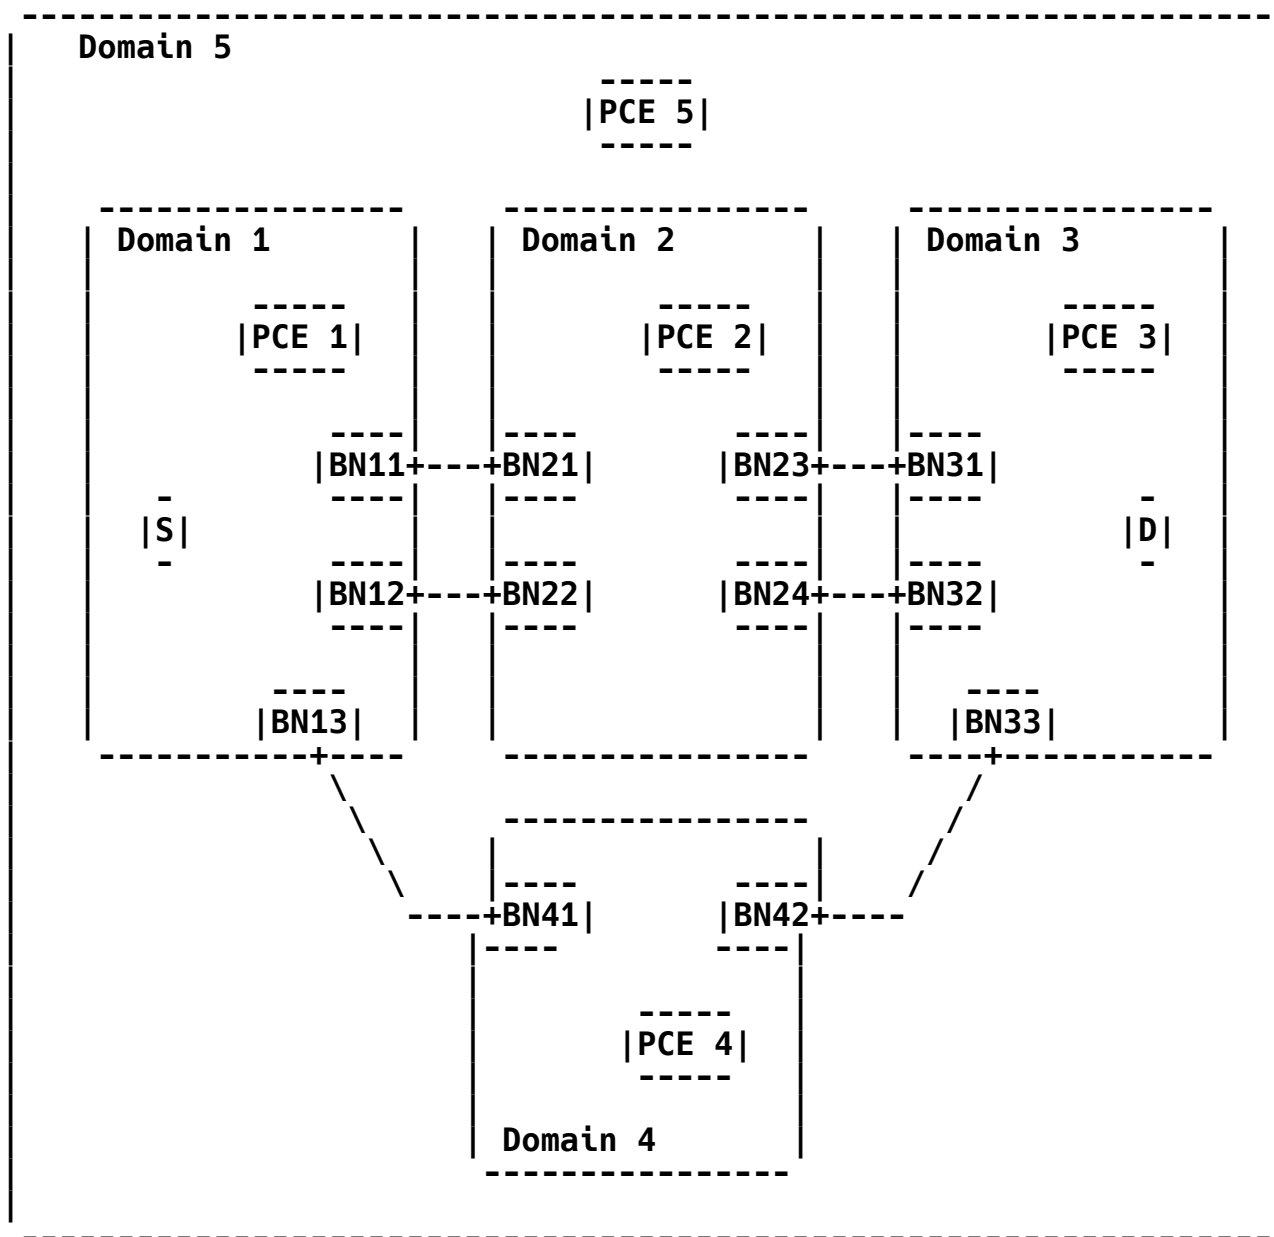 Domain 5
PCE 5
Domain 1 Domain 2 Domain 3
PCE 1 PCE 2 PCE 3
BN11 BN21 BN23 BN31
S D
BN12 BN22 BN24 BN32
BN13 BN33
BN41 BN42
PCE 4
Domain 4